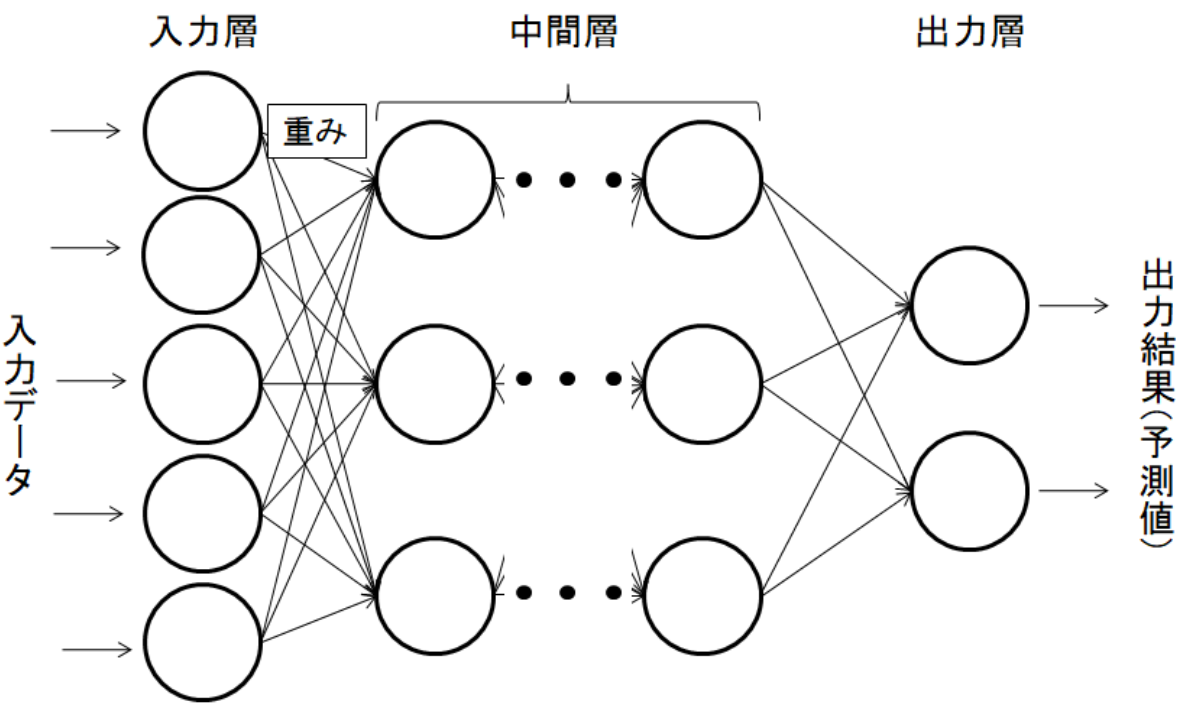 入力層
中間層
出力層
重み
入力データ
出力結果(予測値)